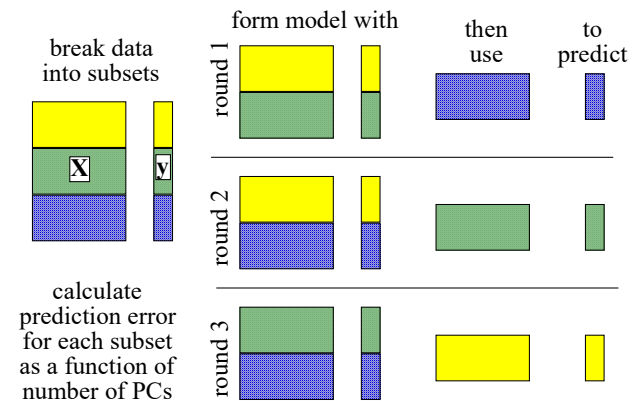 break data
into subsets
X
y
calculate
prediction error
for each subset
as a function of
number of PCs
form model with
then
use
to
predict
round 1
round 2
round 3